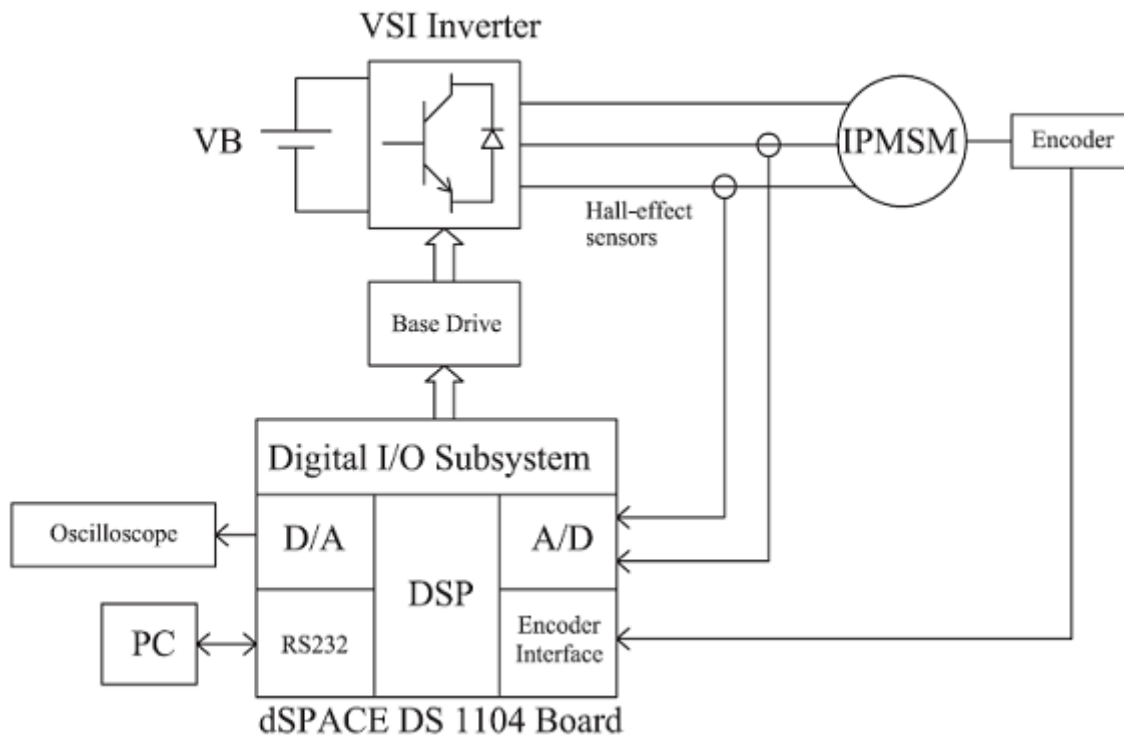 VSI Inverter
VB
IPMSM
Encoder
Hall-effect
sensors
Base Drive
Digital I/O Subsystem
Oscilloscope
D/A
A/D
DSP
PC
RS232
Encoder
Interface
dSPACE DS 1104 Board